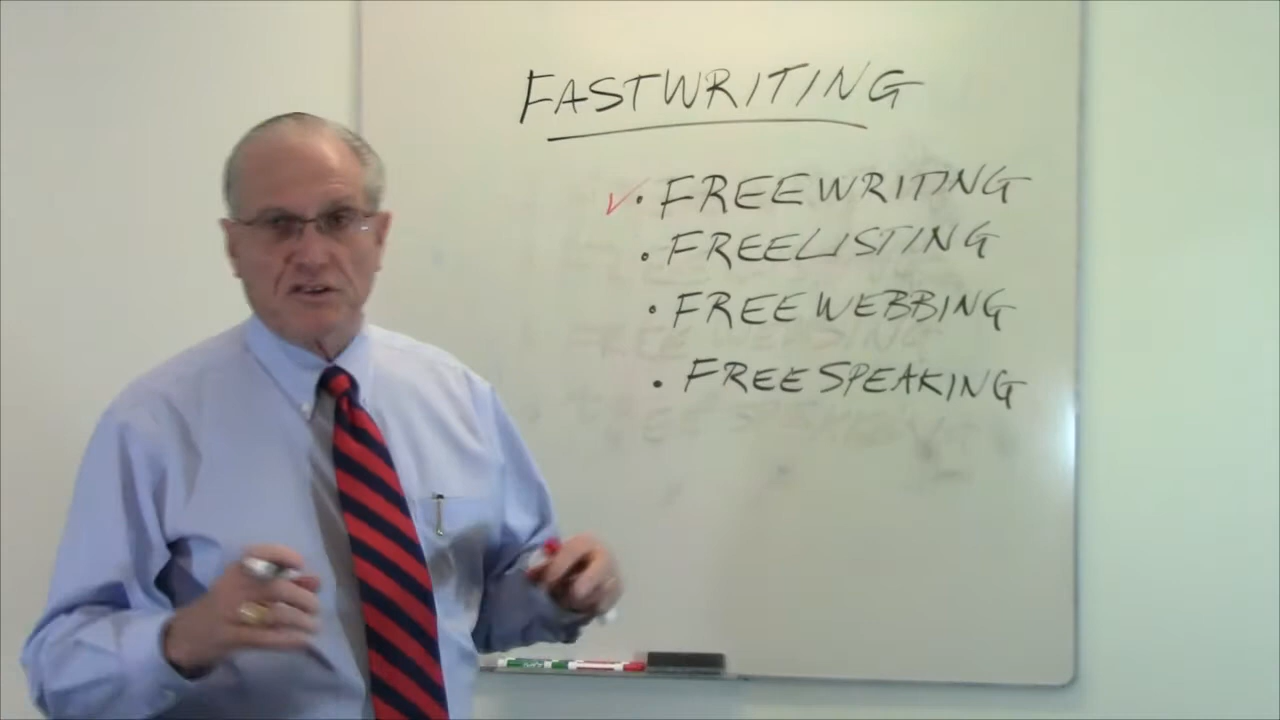 FASTWRITING
✓ • FREEWRITING
• FREELISTING
• FREEWEBBING
• FREESPEAKING